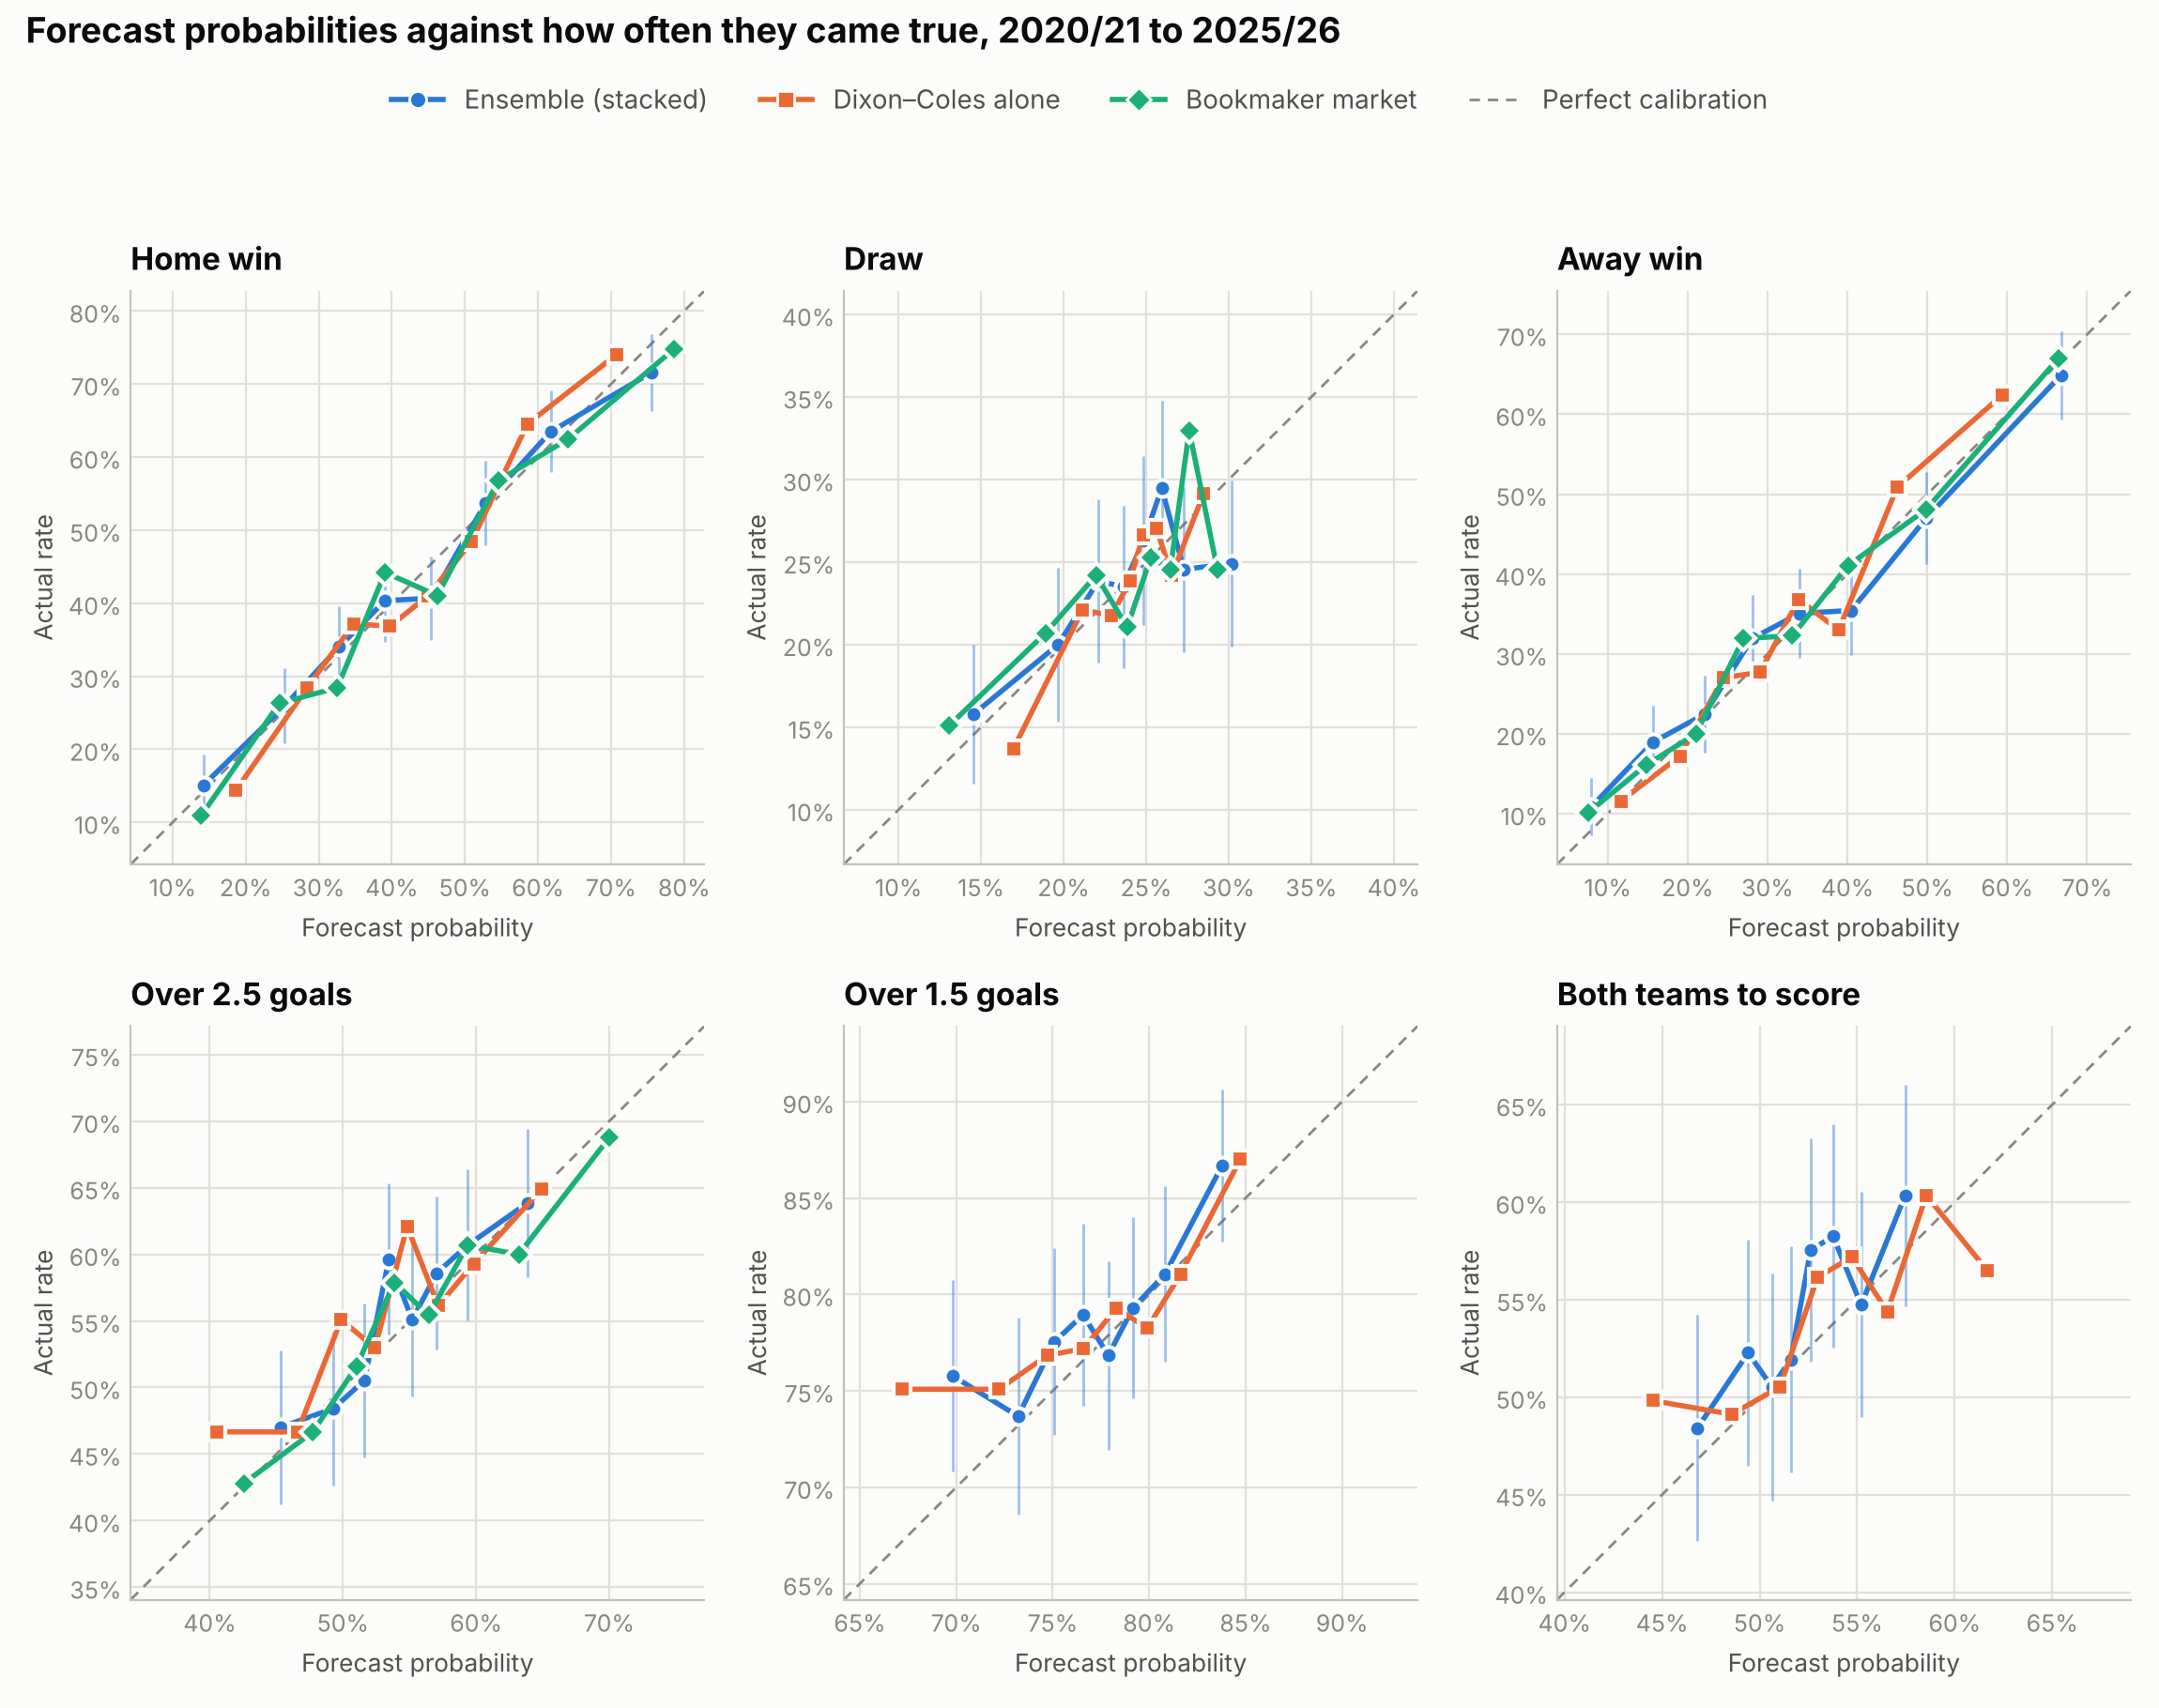 Forecast probabilities against how often they came true, 2020/21 to 2025/26
Ensemble (stacked) Dixon–Coles alone Bookmaker market Perfect calibration
Home win
Actual rate
80%
70%
60%
50%
40%
30%
20%
10%
10% 20% 30% 40% 50% 60% 70% 80%
Forecast probability
Draw
Actual rate
40%
35%
30%
25%
20%
15%
10%
10% 15% 20% 25% 30% 35% 40%
Forecast probability
Away win
Actual rate
70%
60%
50%
40%
30%
20%
10%
10% 20% 30% 40% 50% 60% 70%
Forecast probability
Over 2.5 goals
Actual rate
75%
70%
65%
60%
55%
50%
45%
40%
35%
40% 50% 60% 70%
Forecast probability
Over 1.5 goals
Actual rate
90%
85%
80%
75%
70%
65%
65% 70% 75% 80% 85% 90%
Forecast probability
Both teams to score
Actual rate
65%
60%
55%
50%
45%
40%
40% 45% 50% 55% 60% 65%
Forecast probability